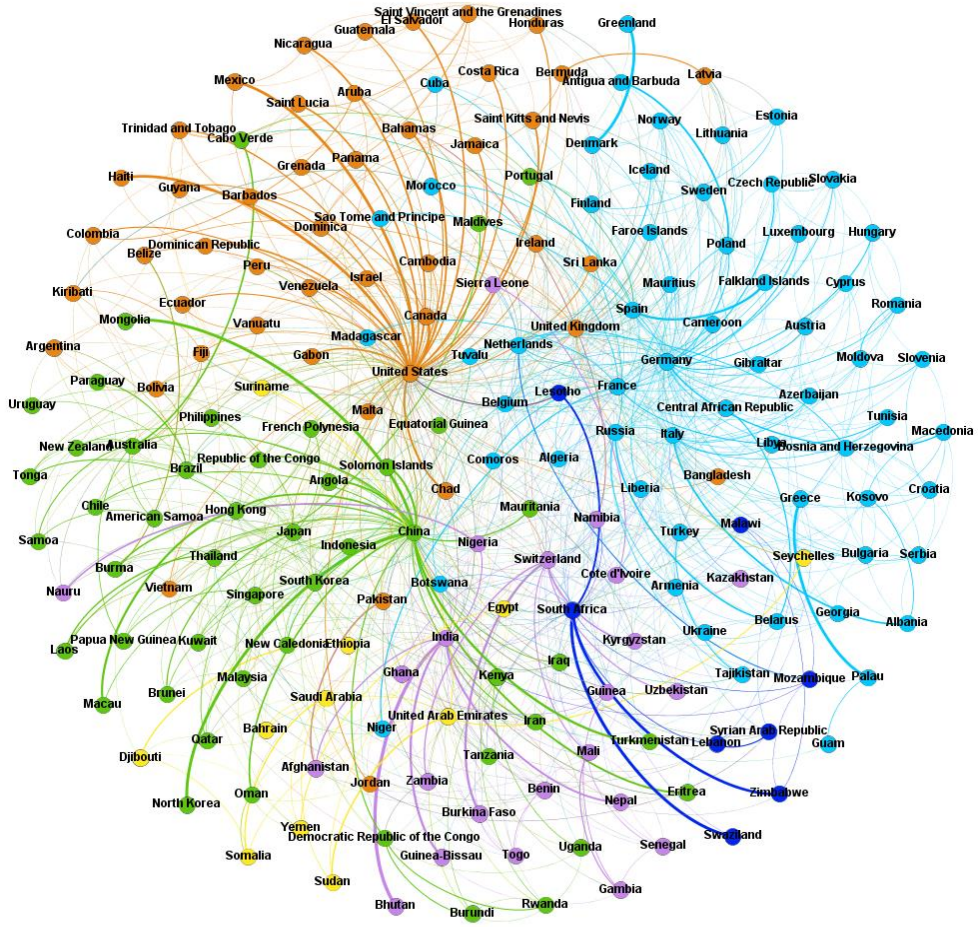 Saint Vincent and the Grenadines
El Salvador
Honduras
Greenland
Guatemala
Nicaragua
Mexico
Costa Rica
Bermuda
Latvia
Cuba
Antigua and Barbuda
Aruba
Saint Lucia
Estonia
Saint Kitts and Nevis
Norway
Trinidad and Tobago
Bahamas
Lithuania
Cabo Verde
Jamaica
Denmark
Panama
Grenada
Iceland
Haiti
Portugal
Czech Republic
Slovakia
Guyana
Morocco
Sweden
Barbados
Finland
Sao Tome and Principe
Maldives
Dominica
Colombia
Faroe Islands
Luxembourg
Hungary
Dominican Republic
Ireland
Poland
Belize
Cambodia
Sri Lanka
Peru
Israel
Sierra Leone
Mauritius
Falkland Islands
Cyprus
Kiribati
Venezuela
Ecuador
Spain
Romania
Mongolia
Canada
Vanuatu
United Kingdom
Cameroon
Austria
Madagascar
Netherlands
Argentina
Fiji
Gabon
Tuvalu
Germany
Gibraltar
Moldova
Slovenia
United States
Paraguay
Bolivia
Suriname
Lesotho
France
Azerbaijan
Uruguay
Belgium
Malta
Central African Republic
Tunisia
Philippines
French Polynesia
Equatorial Guinea
Russia
Italy
Macedonia
New Zealand
Australia
Libya
Bosnia and Herzegovina
Republic of the Congo
Solomon Islands
Comoros
Algeria
Tonga
Brazil
Angola
Bangladesh
Chad
Liberia
Croatia
Chile
Greece
Kosovo
American Samoa
Hong Kong
Mauritania
Namibia
Malawi
Samoa
Japan
China
Turkey
Indonesia
Nigeria
Thailand
Switzerland
Seychelles
Bulgaria
Serbia
Burma
Cote d'Ivoire
Kazakhstan
Nauru
Vietnam
South Korea
Botswana
Armenia
Singapore
Pakistan
Egypt
South Africa
Georgia
Belarus
Albania
Papua New Guinea
Kuwait
New Caledonia
Ethiopia
India
Kyrgyzstan
Ukraine
Laos
Ghana
Iraq
Malaysia
Kenya
Tajikistan
Mozambique
Palau
Macau
Brunei
Saudi Arabia
Guinea
Uzbekistan
United Arab Emirates
Niger
Iran
Bahrain
Syrian Arab Republic
Qatar
Turkmenistan
Lebanon
Guam
Djibouti
Tanzania
Mali
Afghanistan
Zambia
Jordan
Benin
Eritrea
Zimbabwe
Oman
North Korea
Nepal
Burkina Faso
Yemen
Democratic Republic of the Congo
Swaziland
Somalia
Guinea-Bissau
Togo
Uganda
Senegal
Sudan
Gambia
Bhutan
Rwanda
Burundi